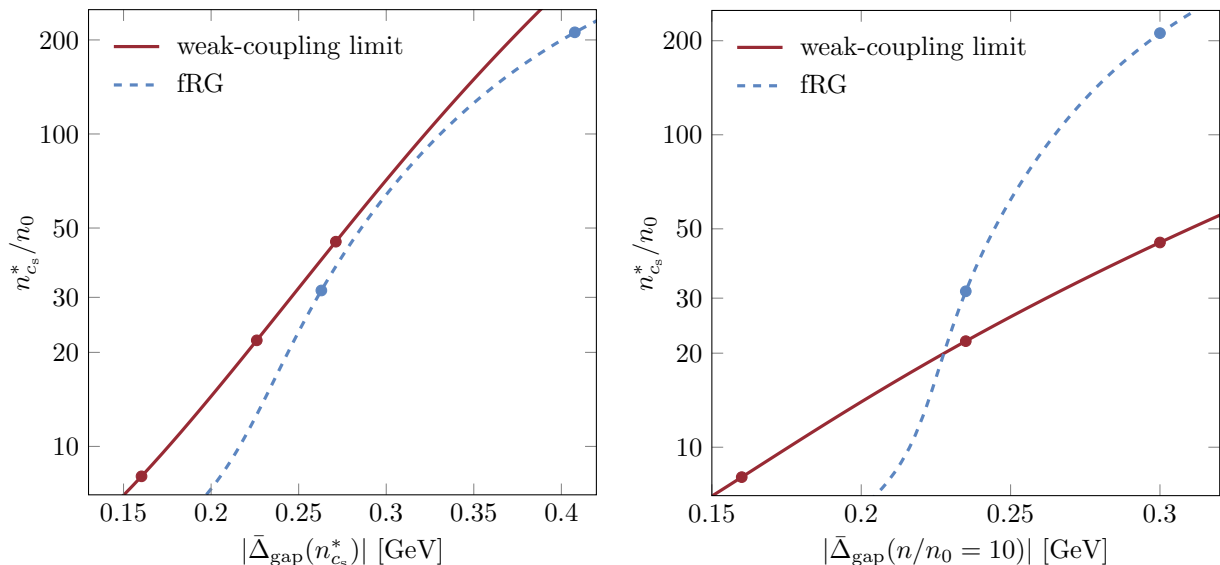 weak-coupling limit
fRG
200
100
50
30
20
10
n*_{c_s}/n_0
0.15 0.2 0.25 0.3 0.35 0.4
|Δ̄_gap(n*_{c_s})| [GeV]
weak-coupling limit
fRG
200
100
50
30
20
10
n*_{c_s}/n_0
0.15 0.2 0.25 0.3
|Δ̄_gap(n/n_0 = 10)| [GeV]